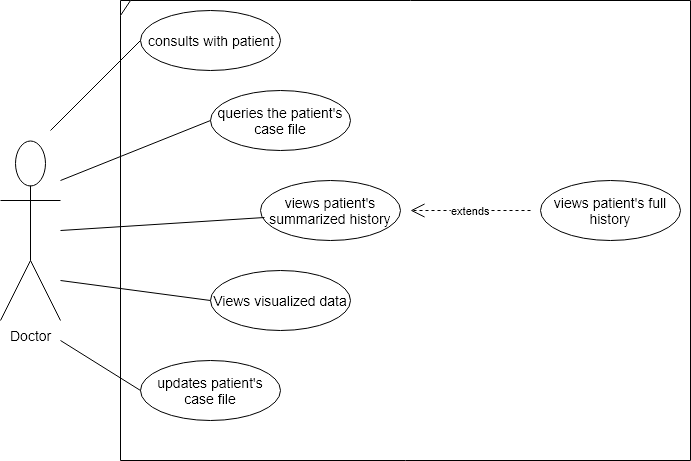 consults with patient
queries the patient's
case file
views patient's
summarized history
extends
views patient's full
history
Views visualized data
Doctor
updates patient's
case file